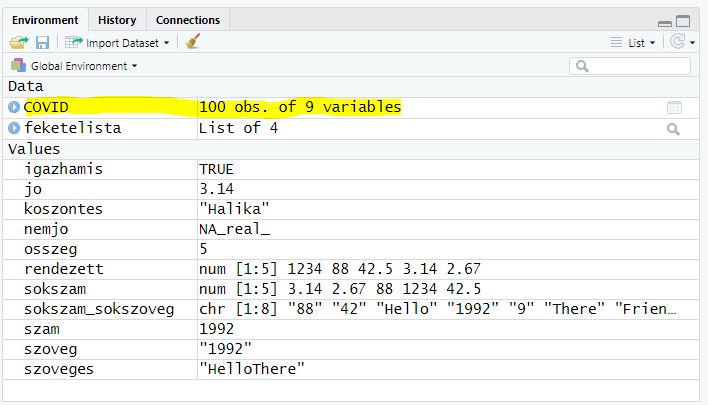 Environment History Connections
Import Dataset List
Global Environment
Data
COVID 100 obs. of 9 variables
feketelista List of 4
Values
igazhamis TRUE
jo 3.14
koszontes "Halika"
nemjo NA_real_
osszeg 5
rendezett num [1:5] 1234 88 42.5 3.14 2.67
sokszam num [1:5] 3.14 2.67 88 1234 42.5
sokszam_sokszoveg chr [1:8] "88" "42" "Hello" "1992" "9" "There" "Frien…
szam 1992
szoveg "1992"
szoveges "HelloThere"